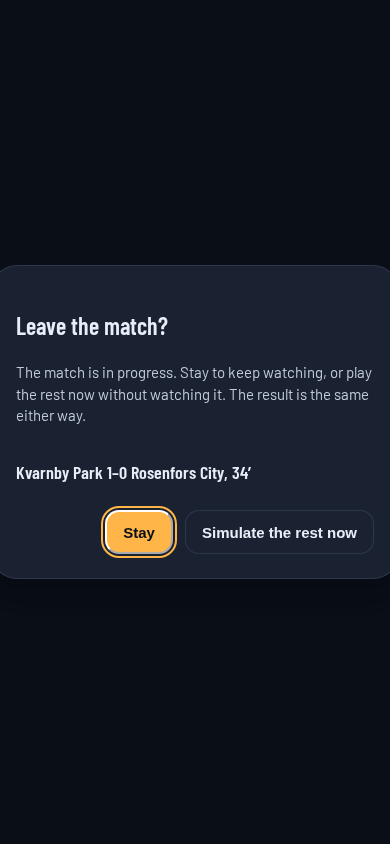 Leave the match?
The match is in progress. Stay to keep watching, or play
the rest now without watching it. The result is the same
either way.
Kvarnby Park 1–0 Rosenfors City, 34′
Stay
Simulate the rest now